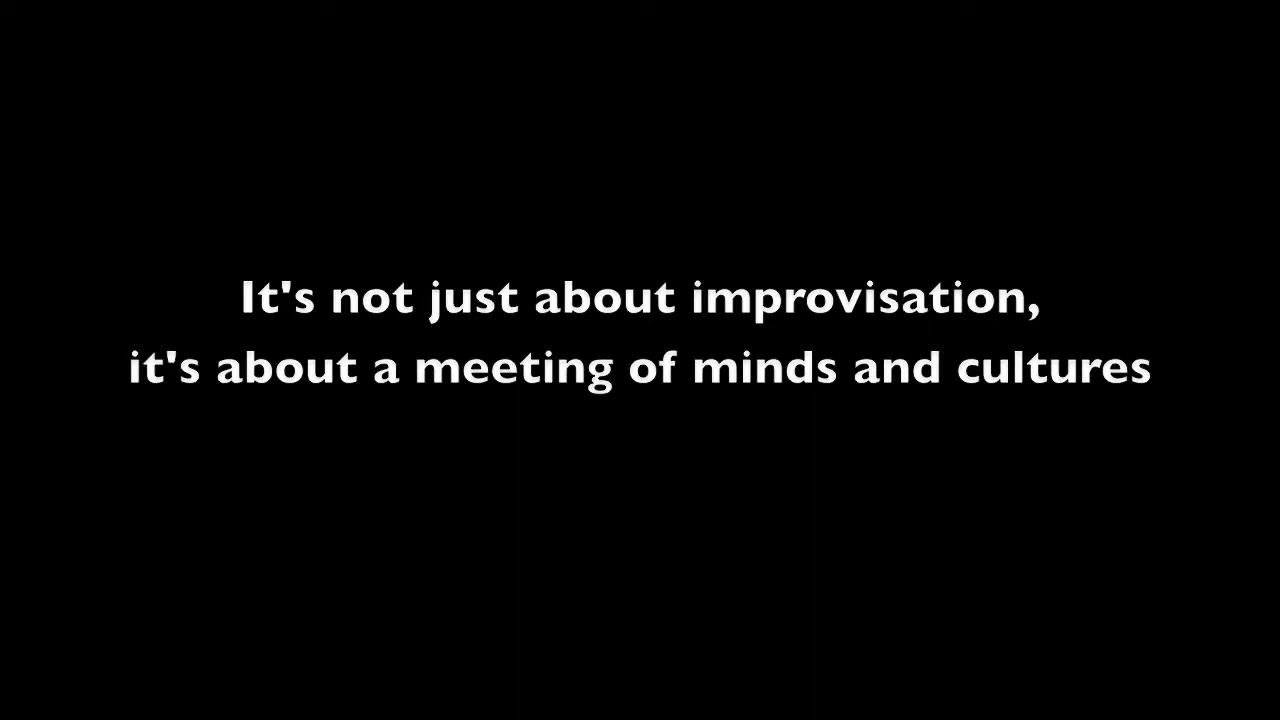 It's not just about improvisation,
it's about a meeting of minds and cultures